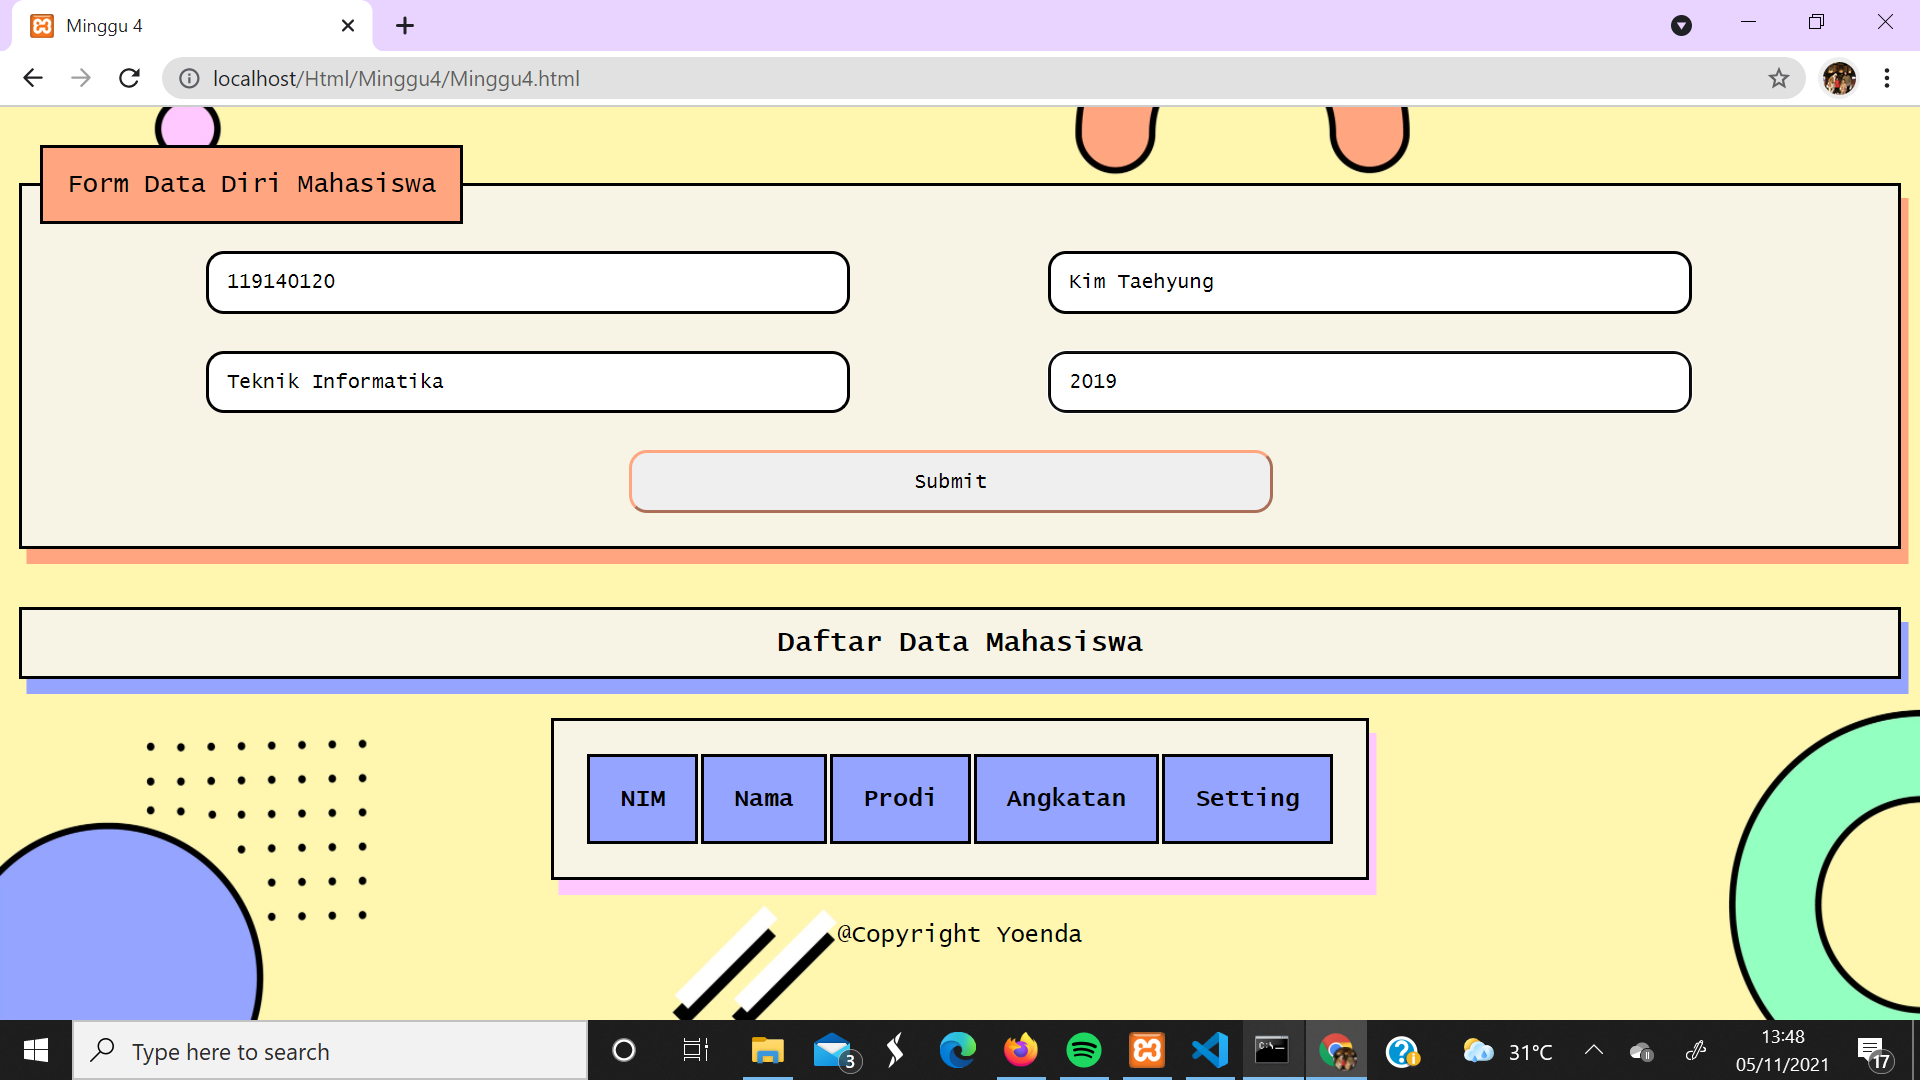 Minggu 4
localhost/Html/Minggu4/Minggu4.html
Form Data Diri Mahasiswa
119140120
Kim Taehyung
Teknik Informatika
2019
Submit
Daftar Data Mahasiswa
NIM Nama Prodi Angkatan Setting
@Copyright Yoenda
Type here to search
3
C:\_
31°C
13:48
05/11/2021
17